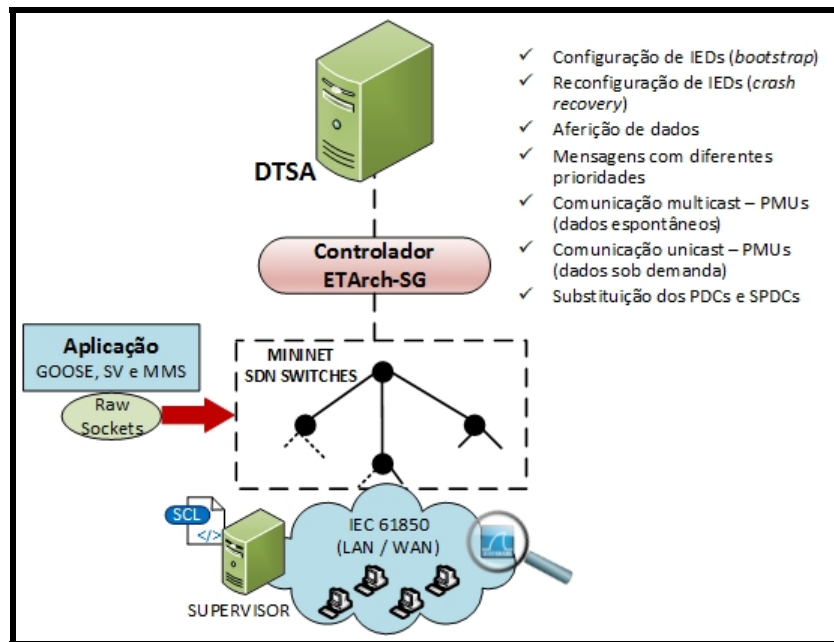 DTSA
Controlador
ETArch-SG
✓ Configuração de IEDs (bootstrap)
✓ Reconfiguração de IEDs (crash
recovery)
✓ Aferição de dados
✓ Mensagens com diferentes
prioridades
✓ Comunicação multicast – PMUs
(dados espontâneos)
✓ Comunicação unicast – PMUs
(dados sob demanda)
✓ Substituição dos PDCs e SPDCs
Aplicação
GOOSE, SV e MMS
Raw
Sockets
MININET
SDN SWITCHES
SCL
</>
SUPERVISOR
IEC 61850
(LAN / WAN)